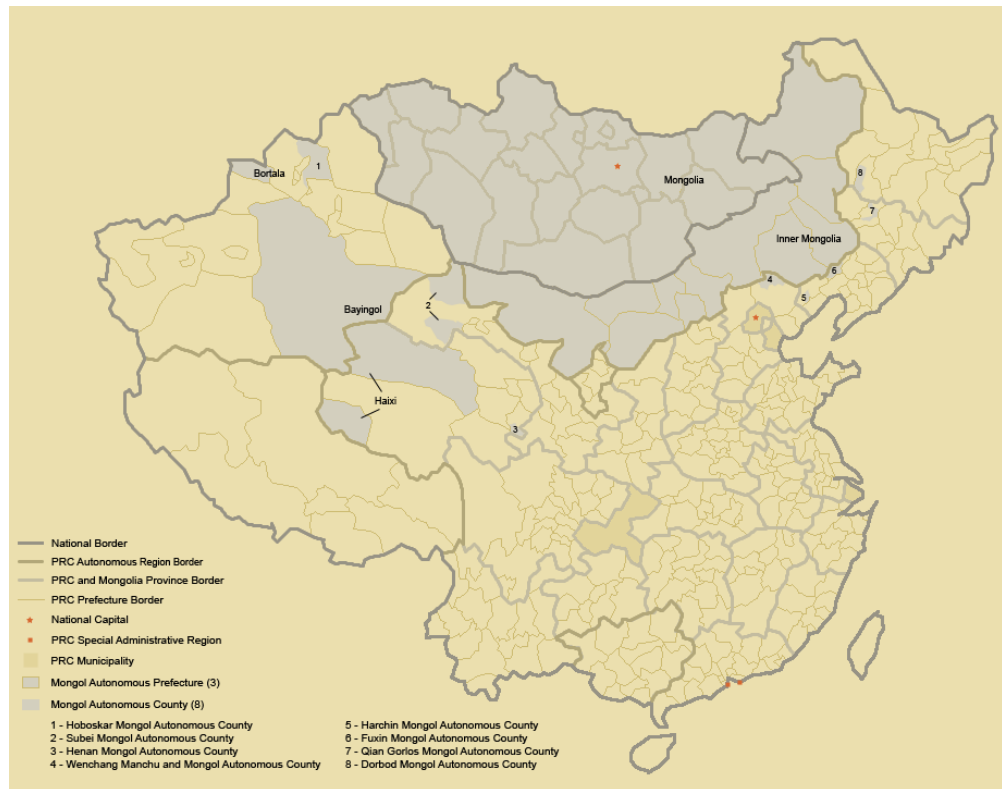 Bortala
1
Mongolia
8
7
Inner Mongolia
4
6
5
Bayingol
2
Haixi
3
National Border
PRC Autonomous Region Border
PRC and Mongolia Province Border
PRC Prefecture Border
National Capital
PRC Special Administrative Region
PRC Municipality
Mongol Autonomous Prefecture (3)
Mongol Autonomous County (8)
1 - Hoboskar Mongol Autonomous County
2 - Subei Mongol Autonomous County
3 - Henan Mongol Autonomous County
4 - Wenchang Manchu and Mongol Autonomous County
5 - Harchin Mongol Autonomous County
6 - Fuxin Mongol Autonomous County
7 - Qian Gorlos Mongol Autonomous County
8 - Dorbod Mongol Autonomous County